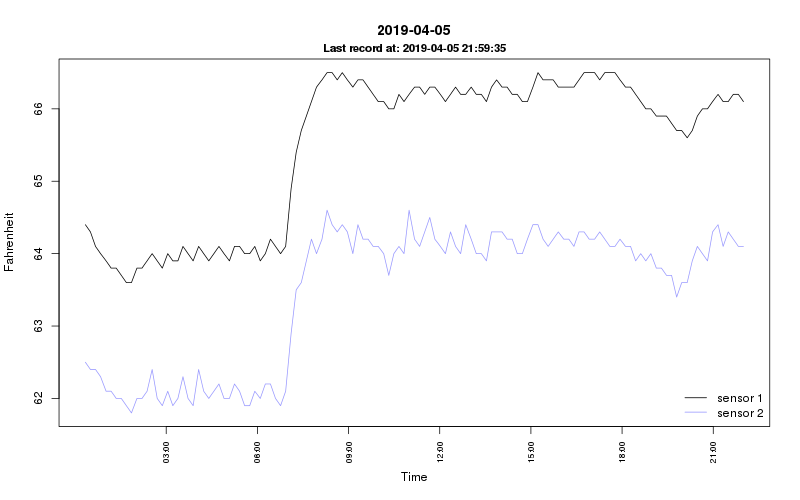 2019-04-05
Last record at: 2019-04-05 21:59:35
Fahrenheit
66
65
64
63
62
sensor 1
sensor 2
03:00 06:00 09:00 12:00 15:00 18:00 21:00
Time